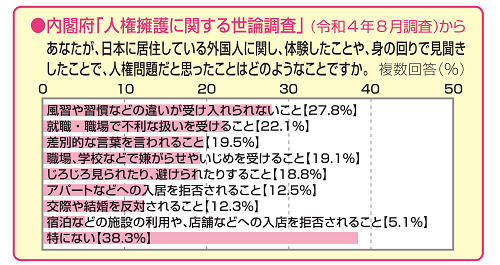 ●内閣府「人権擁護に関する世論調査」(令和4年8月調査)から
あなたが、日本に居住している外国人に関し、体験したことや、身の回りで見聞き
したことで、人権問題だと思ったことはどのようなことですか。 複数回答(%)
0 10 20 30 40 50
風習や習慣などの違いが受け入れられないこと【27.8%】
就職・職場で不利な扱いを受けること【22.1%】
差別的な言葉を言われること【19.5%】
職場、学校などで嫌がらせやいじめを受けること【19.1%】
じろじろ見られたり、避けられたりすること【18.8%】
アパートなどへの入居を拒否されること【12.5%】
交際や結婚を反対されること【12.3%】
宿泊などの施設の利用や、店舗などへの入店を拒否されること【5.1%】
特にない【38.3%】